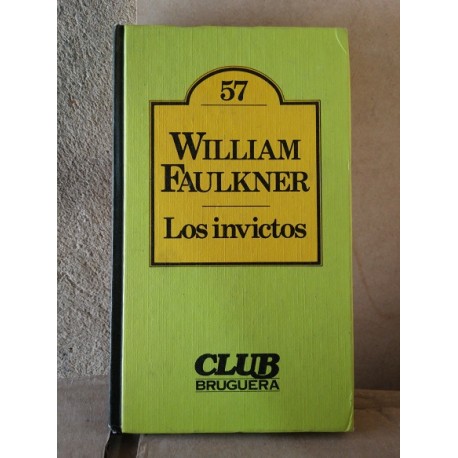 57
WILLIAM
FAULKNER
Los invictos
CLUB
BRUGUERA